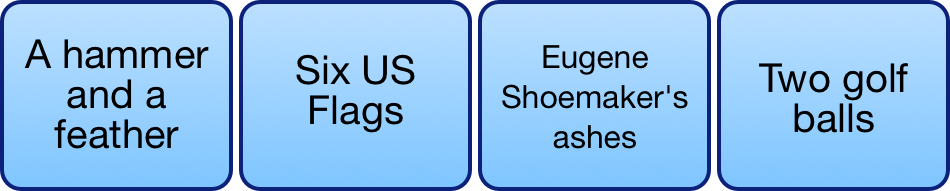 A hammer
and a
feather
Six US
Flags
Eugene
Shoemaker's
ashes
Two golf
balls